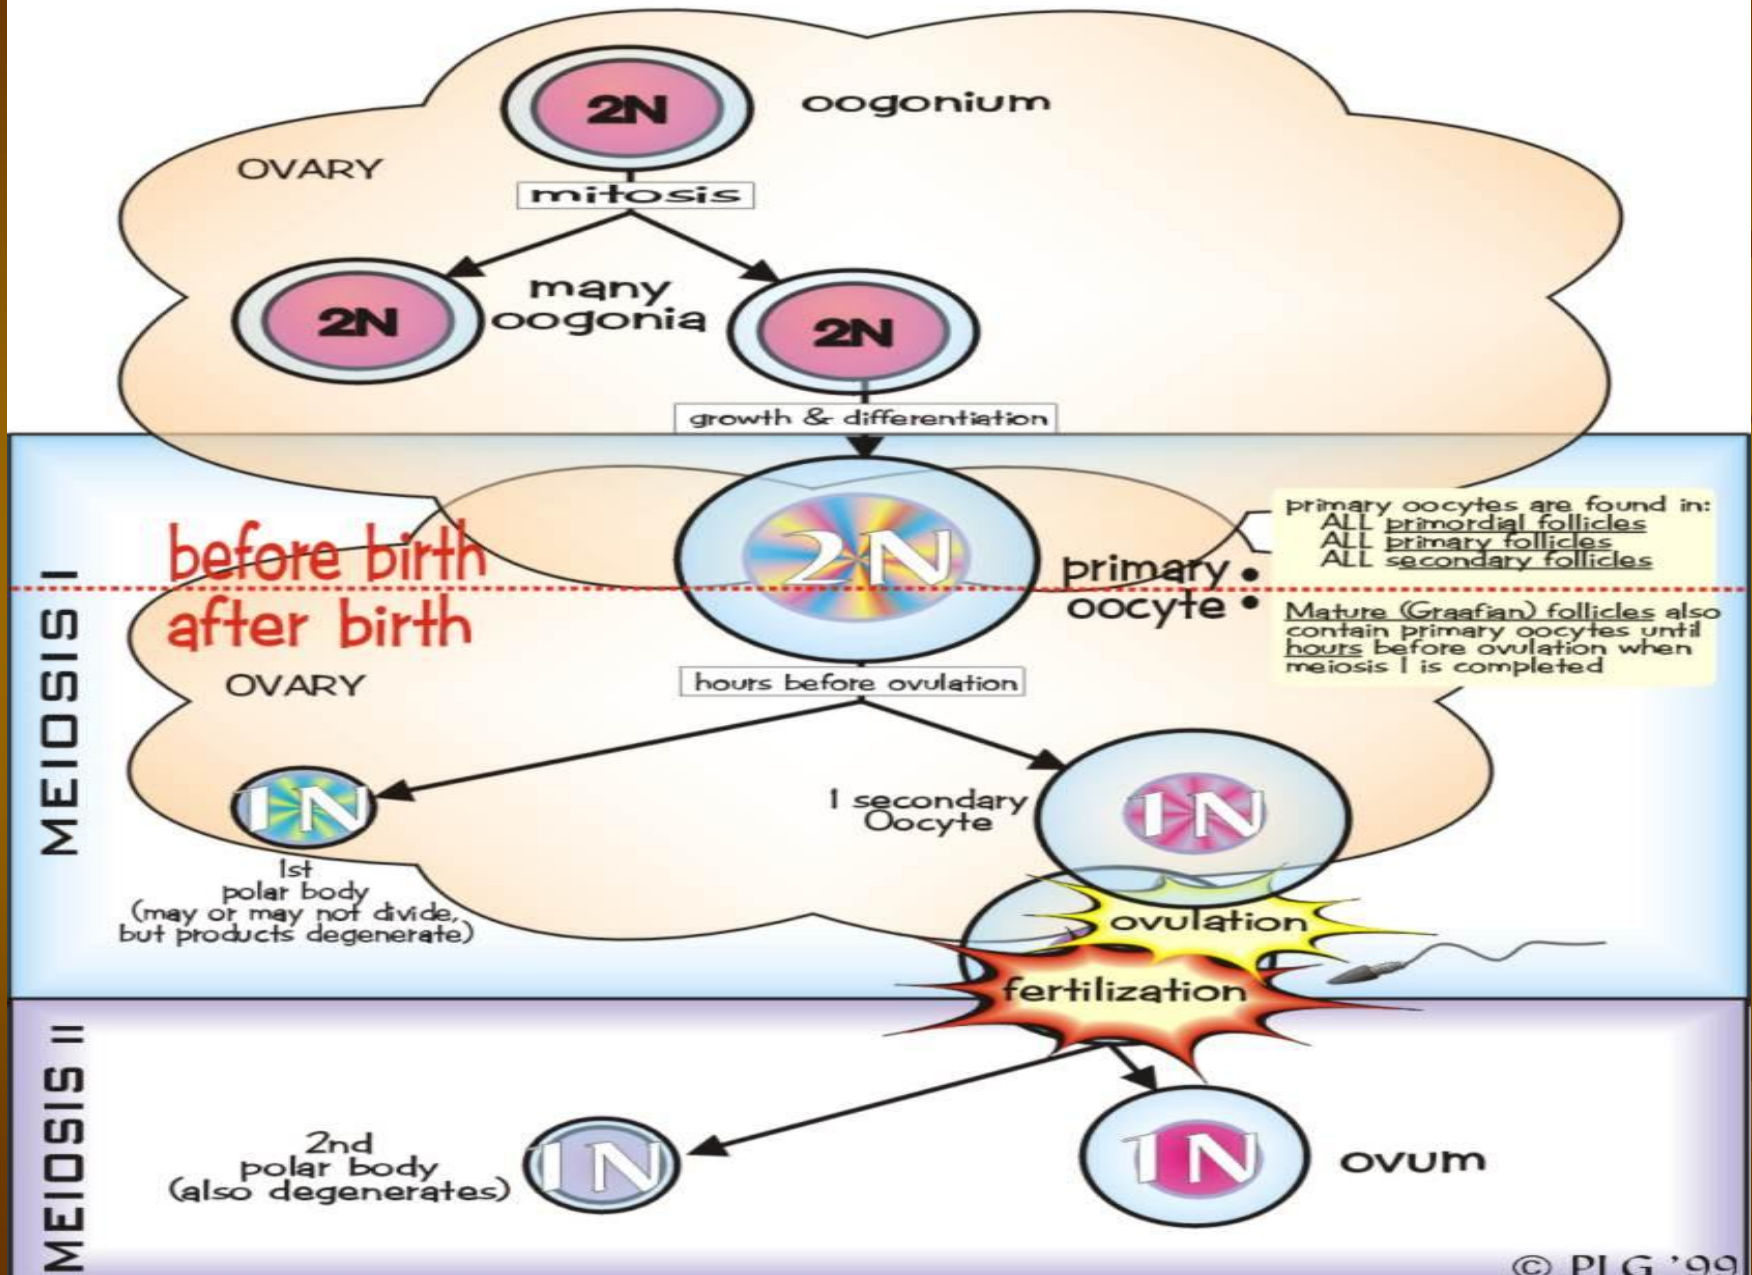 2N
oogonium
OVARY
mitosis
2N
many
oogonia
2N
growth & differentiation
MEIOSIS I
before birth
after birth
2N
primary
oocyte
primary oocytes are found in:
ALL primordial follicles
ALL primary follicles
ALL secondary follicles
Mature (Graafian) follicles also
contain primary oocytes until
hours before ovulation when
meiosis I is completed
OVARY
hours before ovulation
1N
1st
polar body
(may or may not divide,
but products degenerate)
1 secondary
Oocyte
1N
ovulation
fertilization
MEIOSIS II
2nd
polar body
(also degenerates)
1N
1N
ovum
© PLG '99